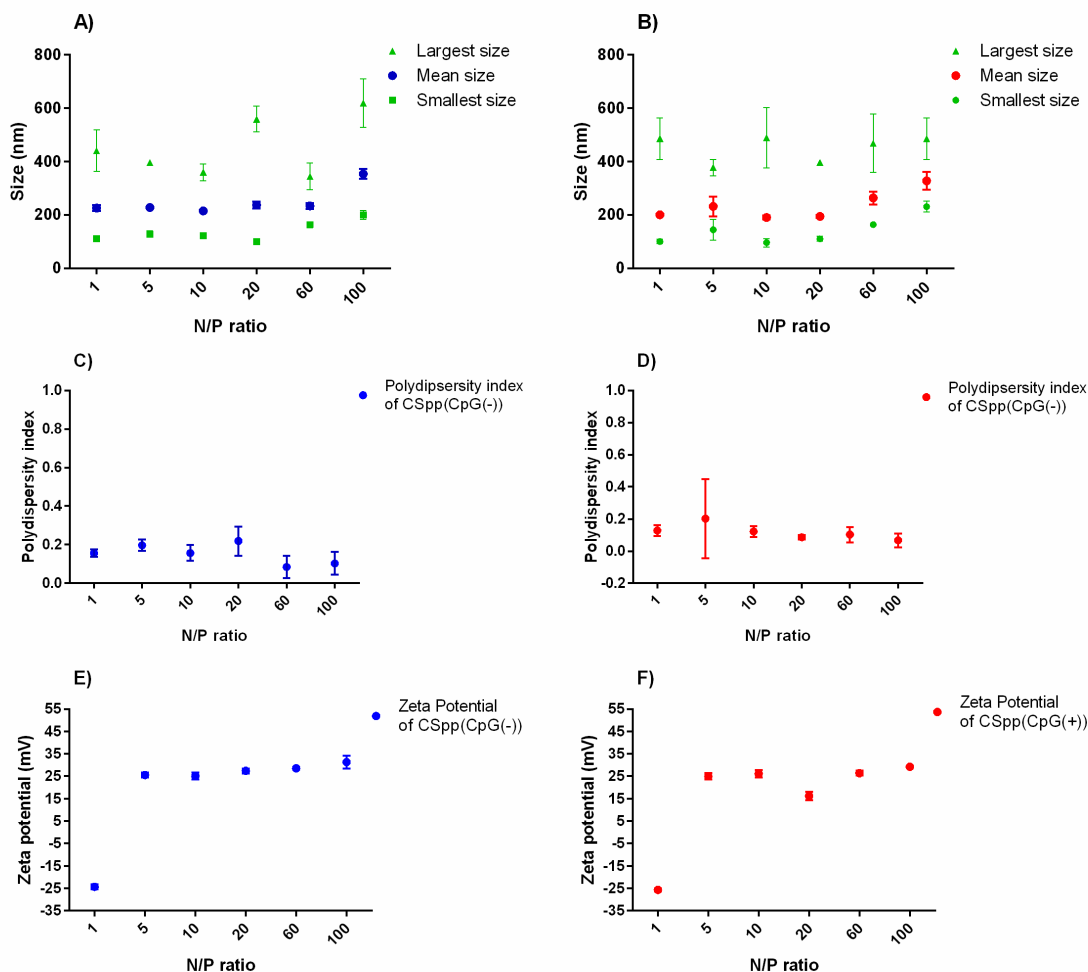 A)
Largest size
Mean size
Smallest size
Size (nm)
800
600
400
200
0
1 5 10 20 60 100
N/P ratio
B)
Largest size
Mean size
Smallest size
Size (nm)
800
600
400
200
0
1 5 10 20 60 100
N/P ratio
C)
Polydipsersity index
of CSpp(CpG(-))
Polydispersity index
1.0
0.8
0.6
0.4
0.2
0.0
1 5 10 20 60 100
N/P ratio
D)
Polydispersity index
of CSpp(CpG(-))
Polydispersity index
1.0
0.8
0.6
0.4
0.2
0.0
-0.2
1 5 10 20 60 100
N/P ratio
E)
Zeta Potential
of CSpp(CpG(-))
Zeta potential (mV)
55
45
35
25
15
5
-5
-15
-25
-35
1 5 10 20 60 100
N/P ratio
F)
Zeta Potential
of CSpp(CpG(+))
Zeta potential (mV)
55
45
35
25
15
5
-5
-15
-25
-35
1 5 10 20 60 100
N/P ratio